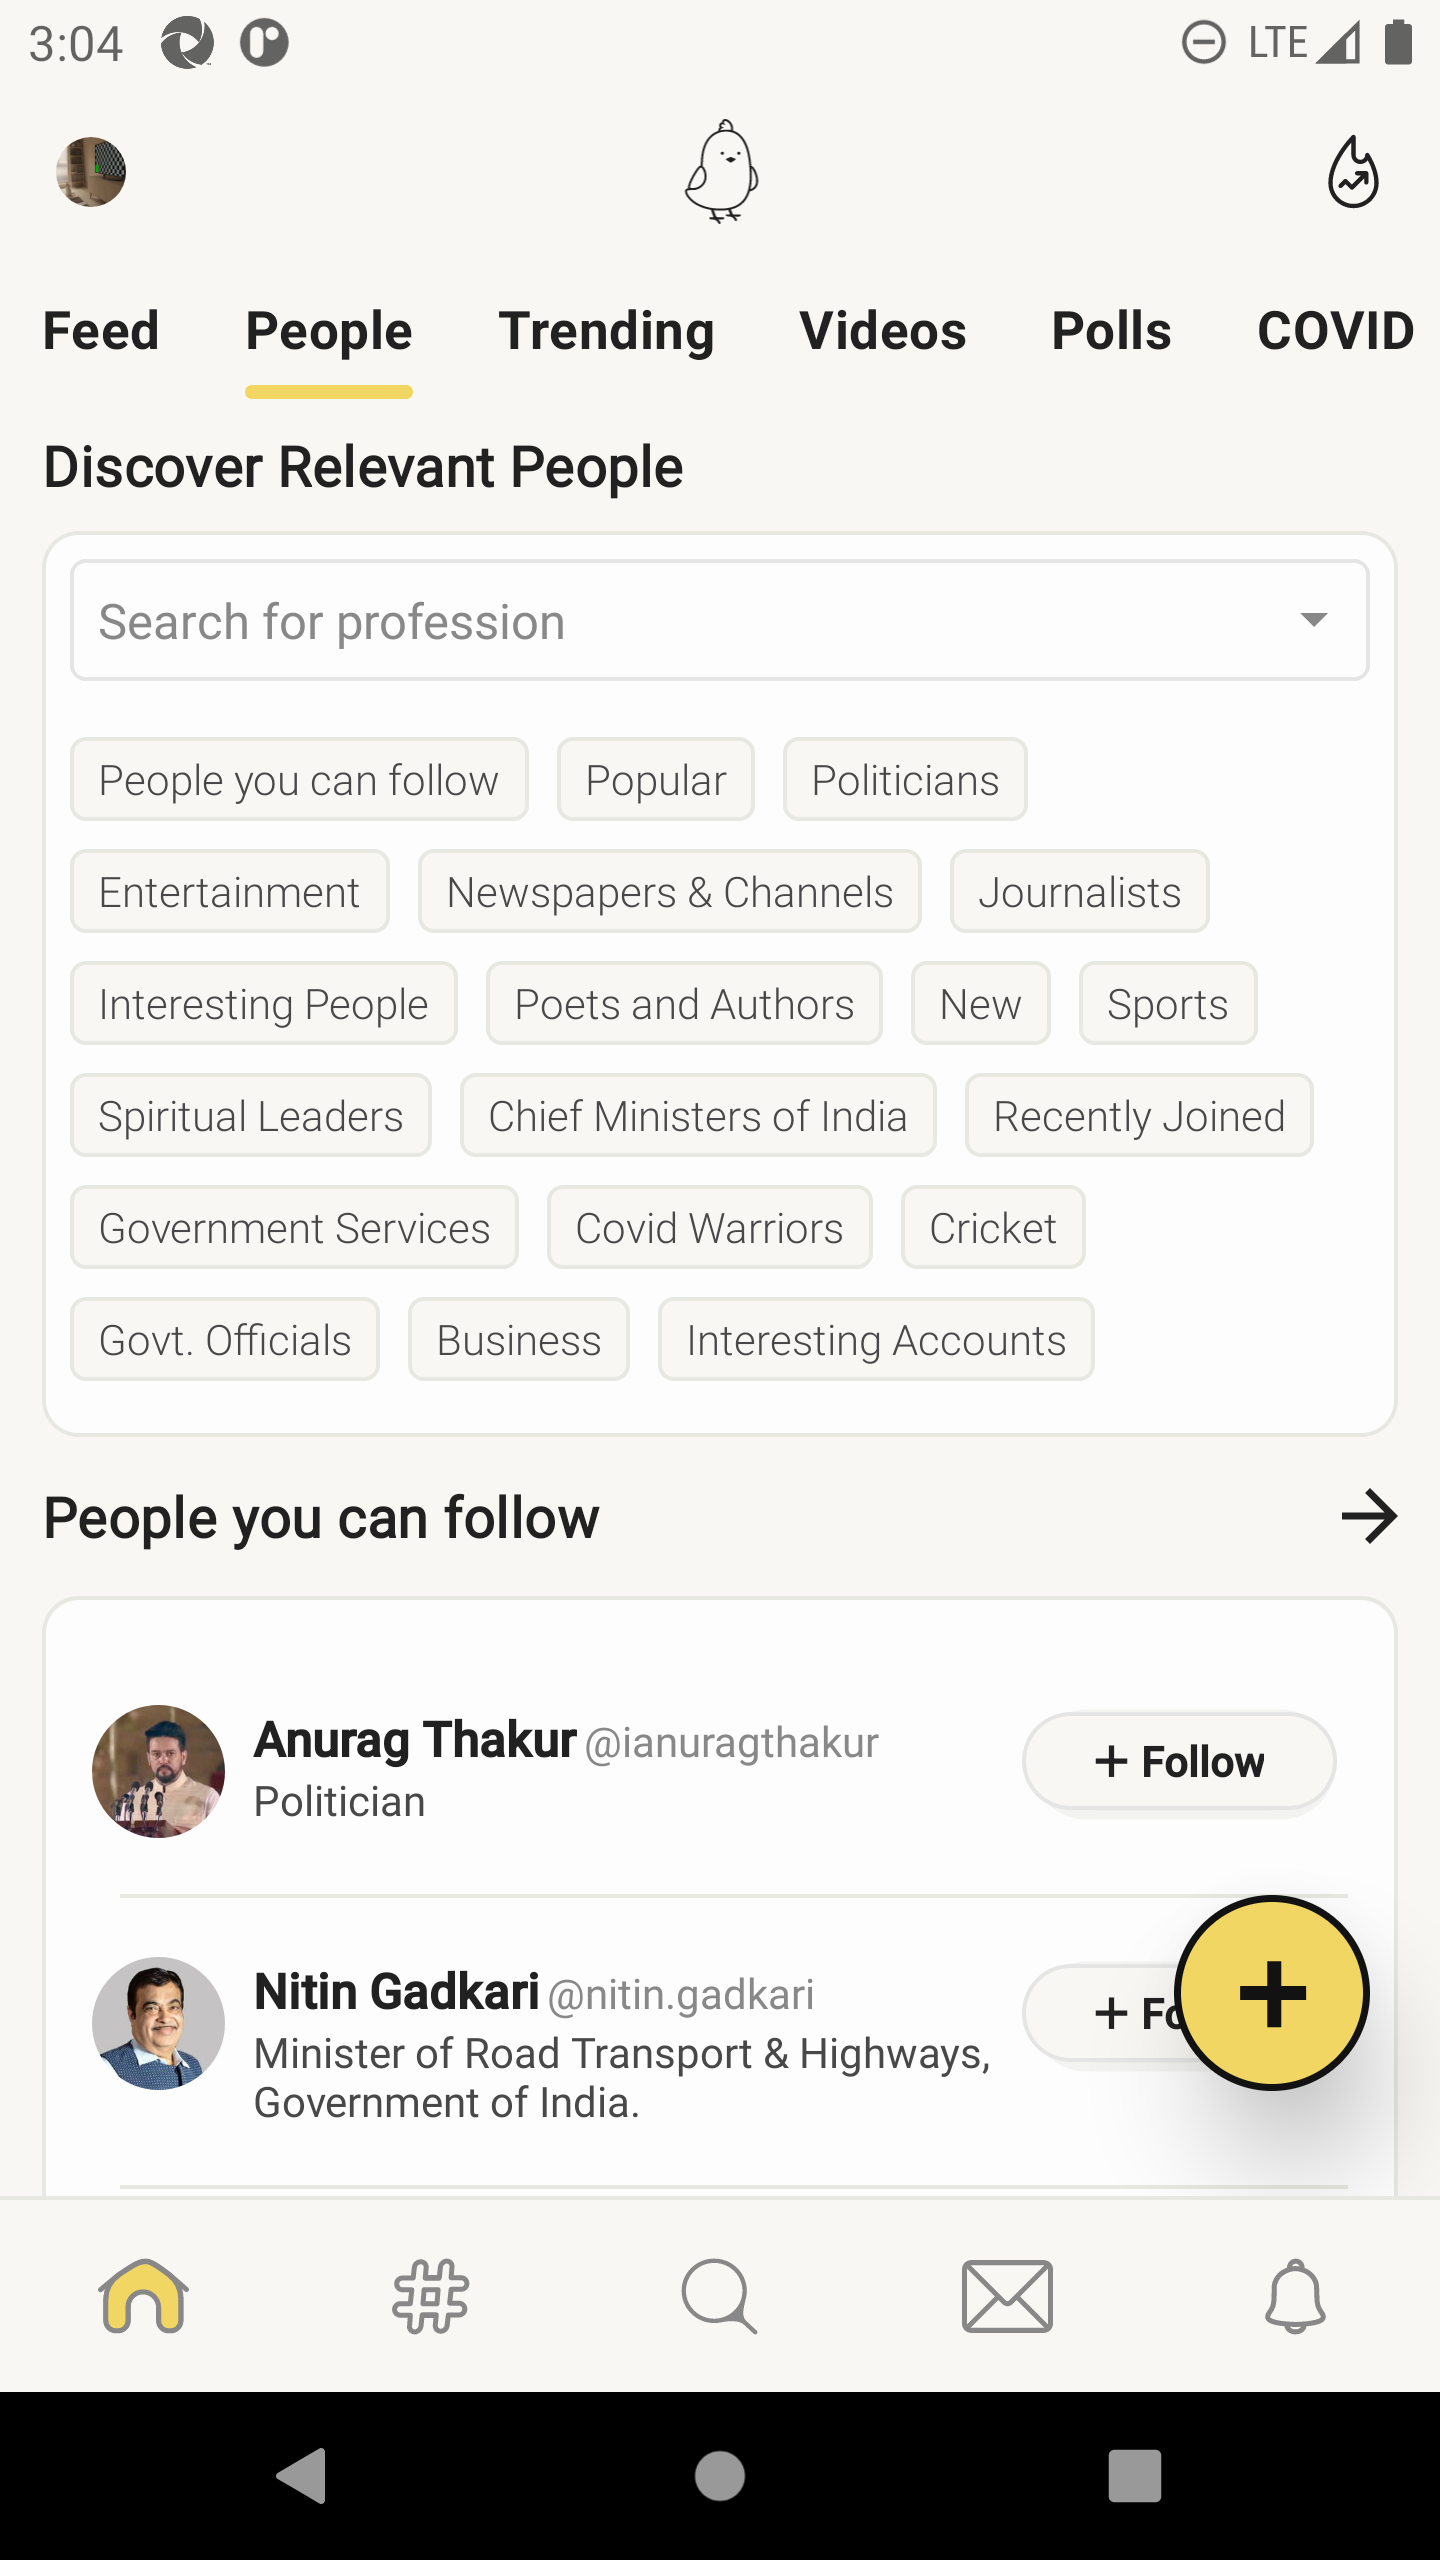 3:04 LTE
Feed People Trending Videos Polls COVID
Discover Relevant People
Search for profession
People you can follow Popular Politicians
Entertainment Newspapers & Channels Journalists
Interesting People Poets and Authors New Sports
Spiritual Leaders Chief Ministers of India Recently Joined
Government Services Covid Warriors Cricket
Govt. Officials Business Interesting Accounts
People you can follow
Anurag Thakur @ianuragthakur
Politician
+ Follow
Nitin Gadkari @nitin.gadkari
Minister of Road Transport & Highways,
Government of India.
+ Fo